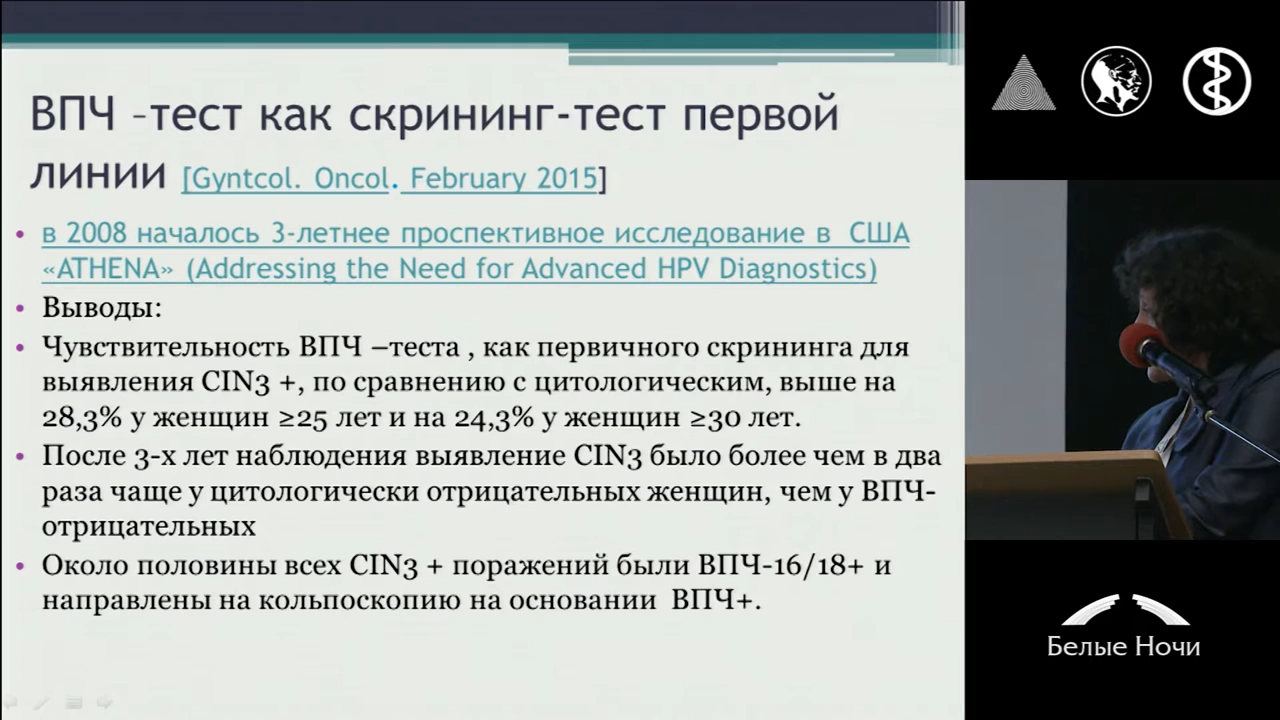 ВПЧ –тест как скрининг-тест первой
линии [Gyntcol. Oncol. February 2015]
• в 2008 началось 3-летнее проспективное исследование в США
«ATHENA» (Addressing the Need for Advanced HPV Diagnostics)
• Выводы:
• Чувствительность ВПЧ –теста , как первичного скрининга для
выявления CIN3 +, по сравнению с цитологическим, выше на
28,3% у женщин ≥25 лет и на 24,3% у женщин ≥30 лет.
• После 3-х лет наблюдения выявление CIN3 было более чем в два
раза чаще у цитологически отрицательных женщин, чем у ВПЧ-
отрицательных
• Около половины всех CIN3 + поражений были ВПЧ-16/18+ и
направлены на кольпоскопию на основании ВПЧ+.
Белые Ночи